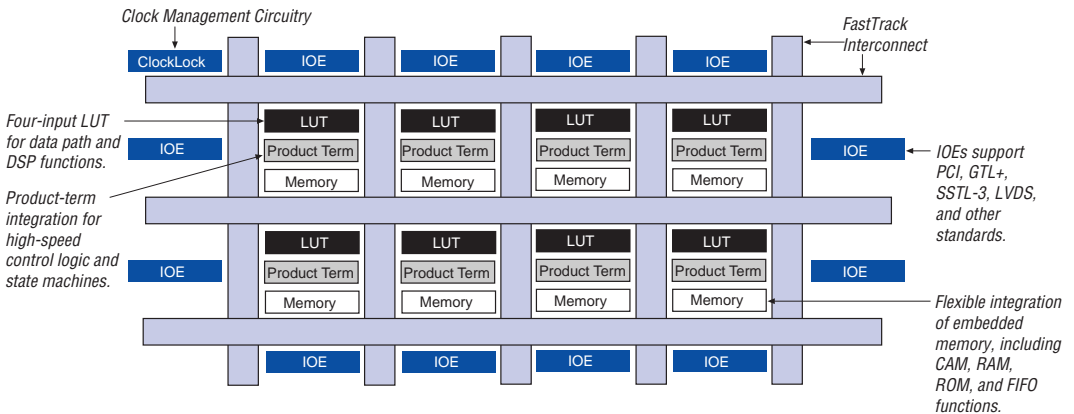 Clock Management Circuitry
FastTrack
Interconnect
ClockLock
IOE
IOE
IOE
IOE
Four-input LUT
for data path and
DSP functions.
LUT
LUT
LUT
LUT
IOE
Product Term
Product Term
Product Term
Product Term
IOE
IOEs support
PCI, GTL+,
SSTL-3, LVDS,
and other
standards.
Memory
Memory
Memory
Memory
Product-term
integration for
high-speed
control logic and
state machines.
LUT
LUT
LUT
LUT
IOE
Product Term
Product Term
Product Term
Product Term
IOE
Memory
Memory
Memory
Memory
Flexible integration
of embedded
memory, including
CAM, RAM,
ROM, and FIFO
functions.
IOE
IOE
IOE
IOE